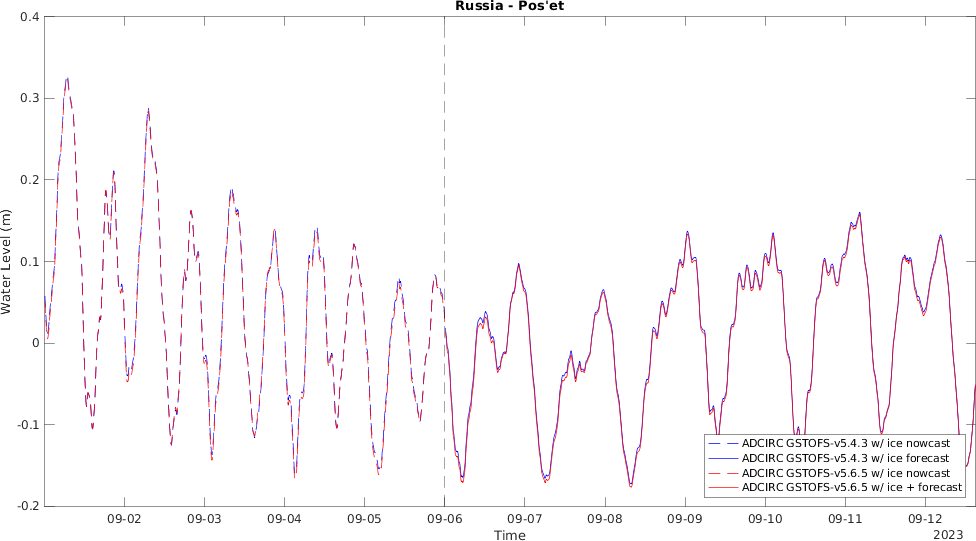 Russia - Pos'et
0.4
0.3
0.2
0.1
0
-0.1
-0.2
Water Level (m)
ADCIRC GSTOFS-v5.4.3 w/ ice nowcast
ADCIRC GSTOFS-v5.4.3 w/ ice forecast
ADCIRC GSTOFS-v5.6.5 w/ ice nowcast
ADCIRC GSTOFS-v5.6.5 w/ ice + forecast
09-02 09-03 09-04 09-05 09-06 09-07 09-08 09-09 09-10 09-11 09-12
Time
2023